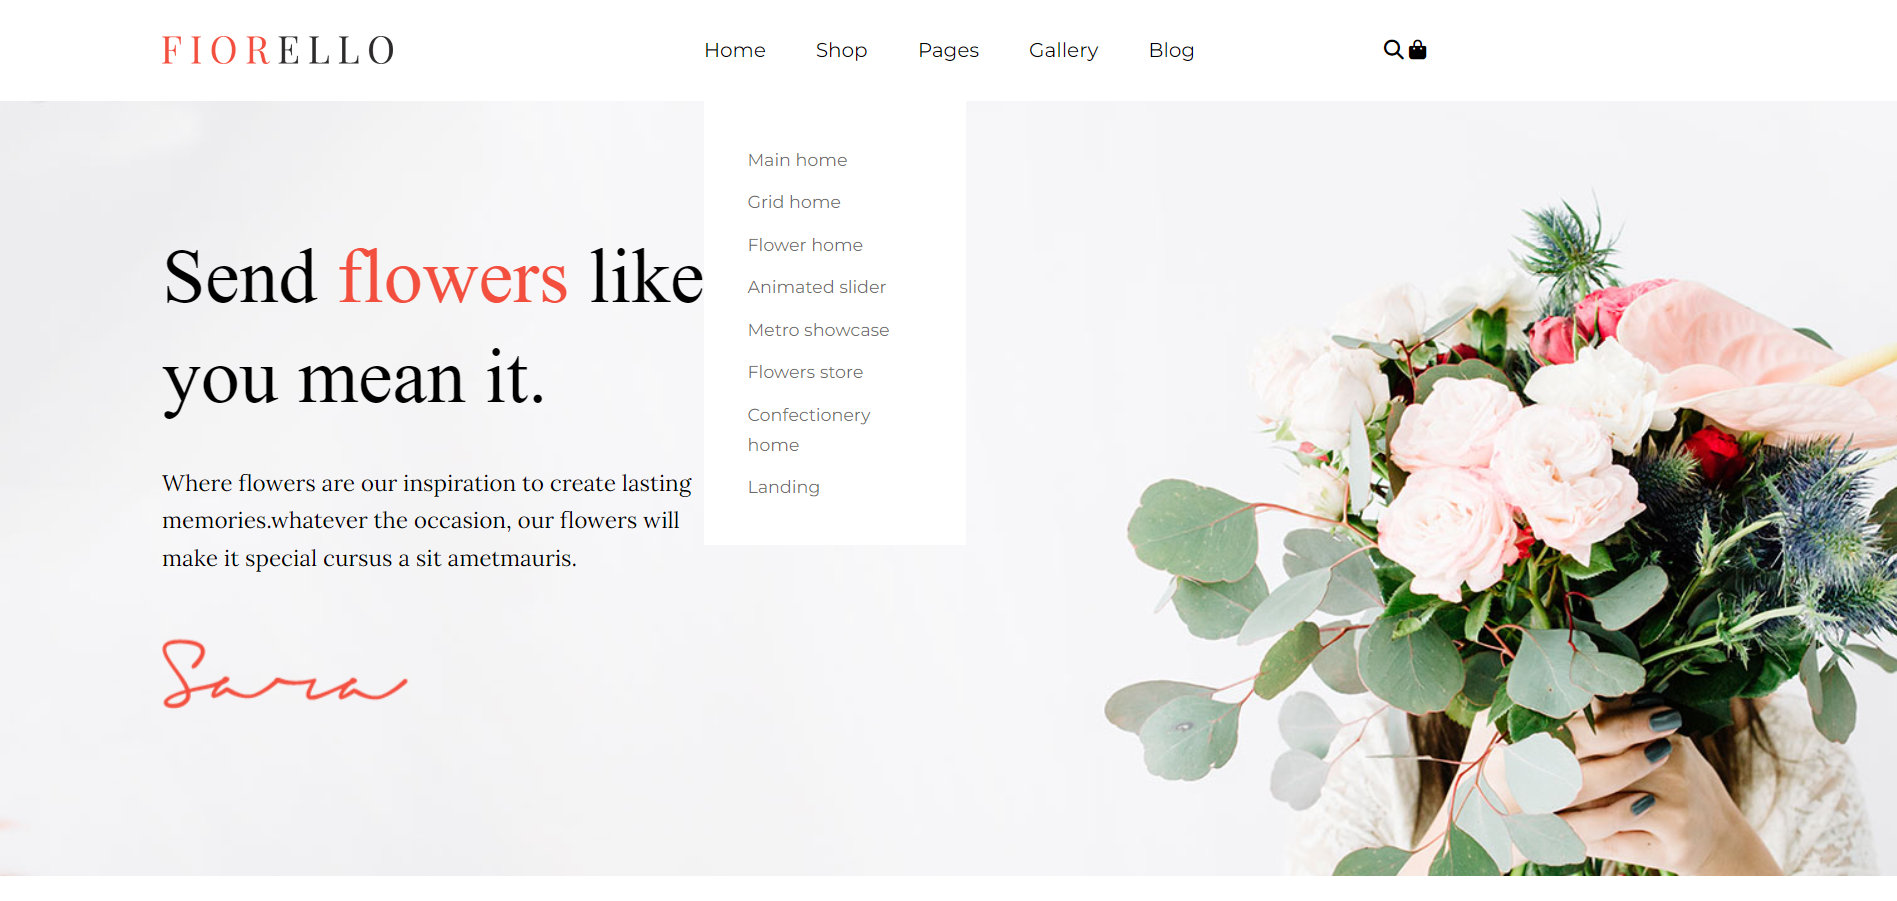 FIORELLO
Home Shop Pages Gallery Blog
Main home
Grid home
Flower home
Animated slider
Metro showcase
Flowers store
Confectionery
home
Landing
Send flowers like
you mean it.
Where flowers are our inspiration to create lasting
memories.whatever the occasion, our flowers will
make it special cursus a sit ametmauris.
Sara